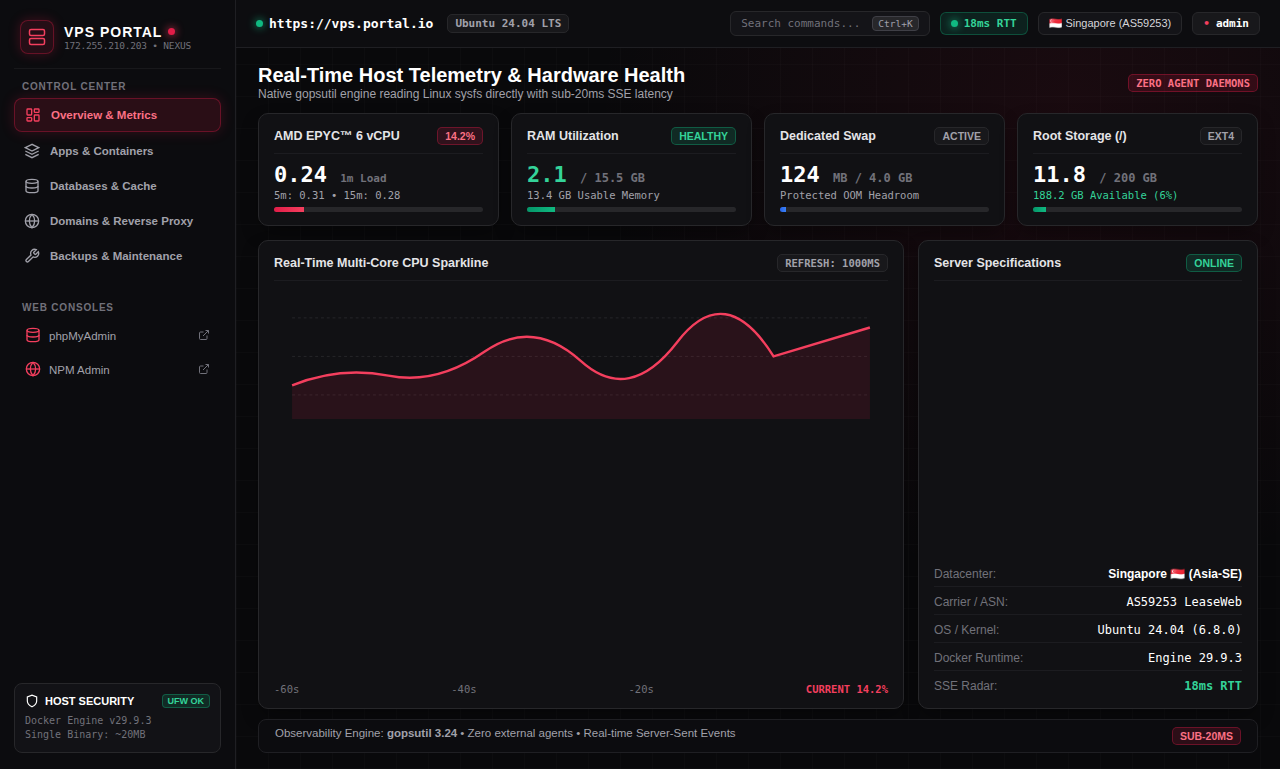 VPS PORTAL
172.255.210.203 • NEXUS
CONTROL CENTER
Overview & Metrics
Apps & Containers
Databases & Cache
Domains & Reverse Proxy
Backups & Maintenance
WEB CONSOLES
phpMyAdmin
NPM Admin
HOST SECURITY UFW OK
Docker Engine v29.9.3
Single Binary: ~20MB
https://vps.portal.io Ubuntu 24.04 LTS Search commands... Ctrl+K 18ms RTT 🇸🇬 Singapore (AS59253) • admin
Real-Time Host Telemetry & Hardware Health
Native gopsutil engine reading Linux sysfs directly with sub-20ms SSE latency
ZERO AGENT DAEMONS
AMD EPYC™ 6 vCPU 14.2%
0.24 1m Load
5m: 0.31 • 15m: 0.28
RAM Utilization HEALTHY
2.1 / 15.5 GB
13.4 GB Usable Memory
Dedicated Swap ACTIVE
124 MB / 4.0 GB
Protected OOM Headroom
Root Storage (/) EXT4
11.8 / 200 GB
188.2 GB Available (6%)
Real-Time Multi-Core CPU Sparkline REFRESH: 1000MS
-60s -40s -20s CURRENT 14.2%
Server Specifications ONLINE
Datacenter: Singapore 🇸🇬 (Asia-SE)
Carrier / ASN: AS59253 LeaseWeb
OS / Kernel: Ubuntu 24.04 (6.8.0)
Docker Runtime: Engine 29.9.3
SSE Radar: 18ms RTT
Observability Engine: gopsutil 3.24 • Zero external agents • Real-time Server-Sent Events SUB-20MS